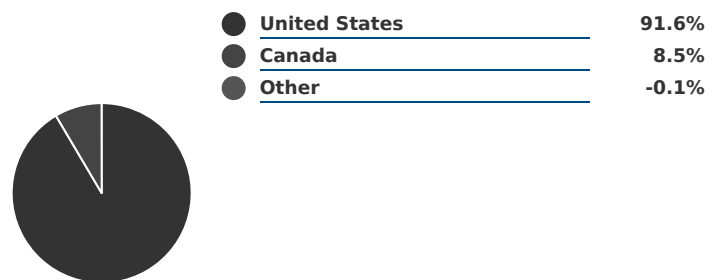 United States 91.6%
Canada 8.5%
Other -0.1%